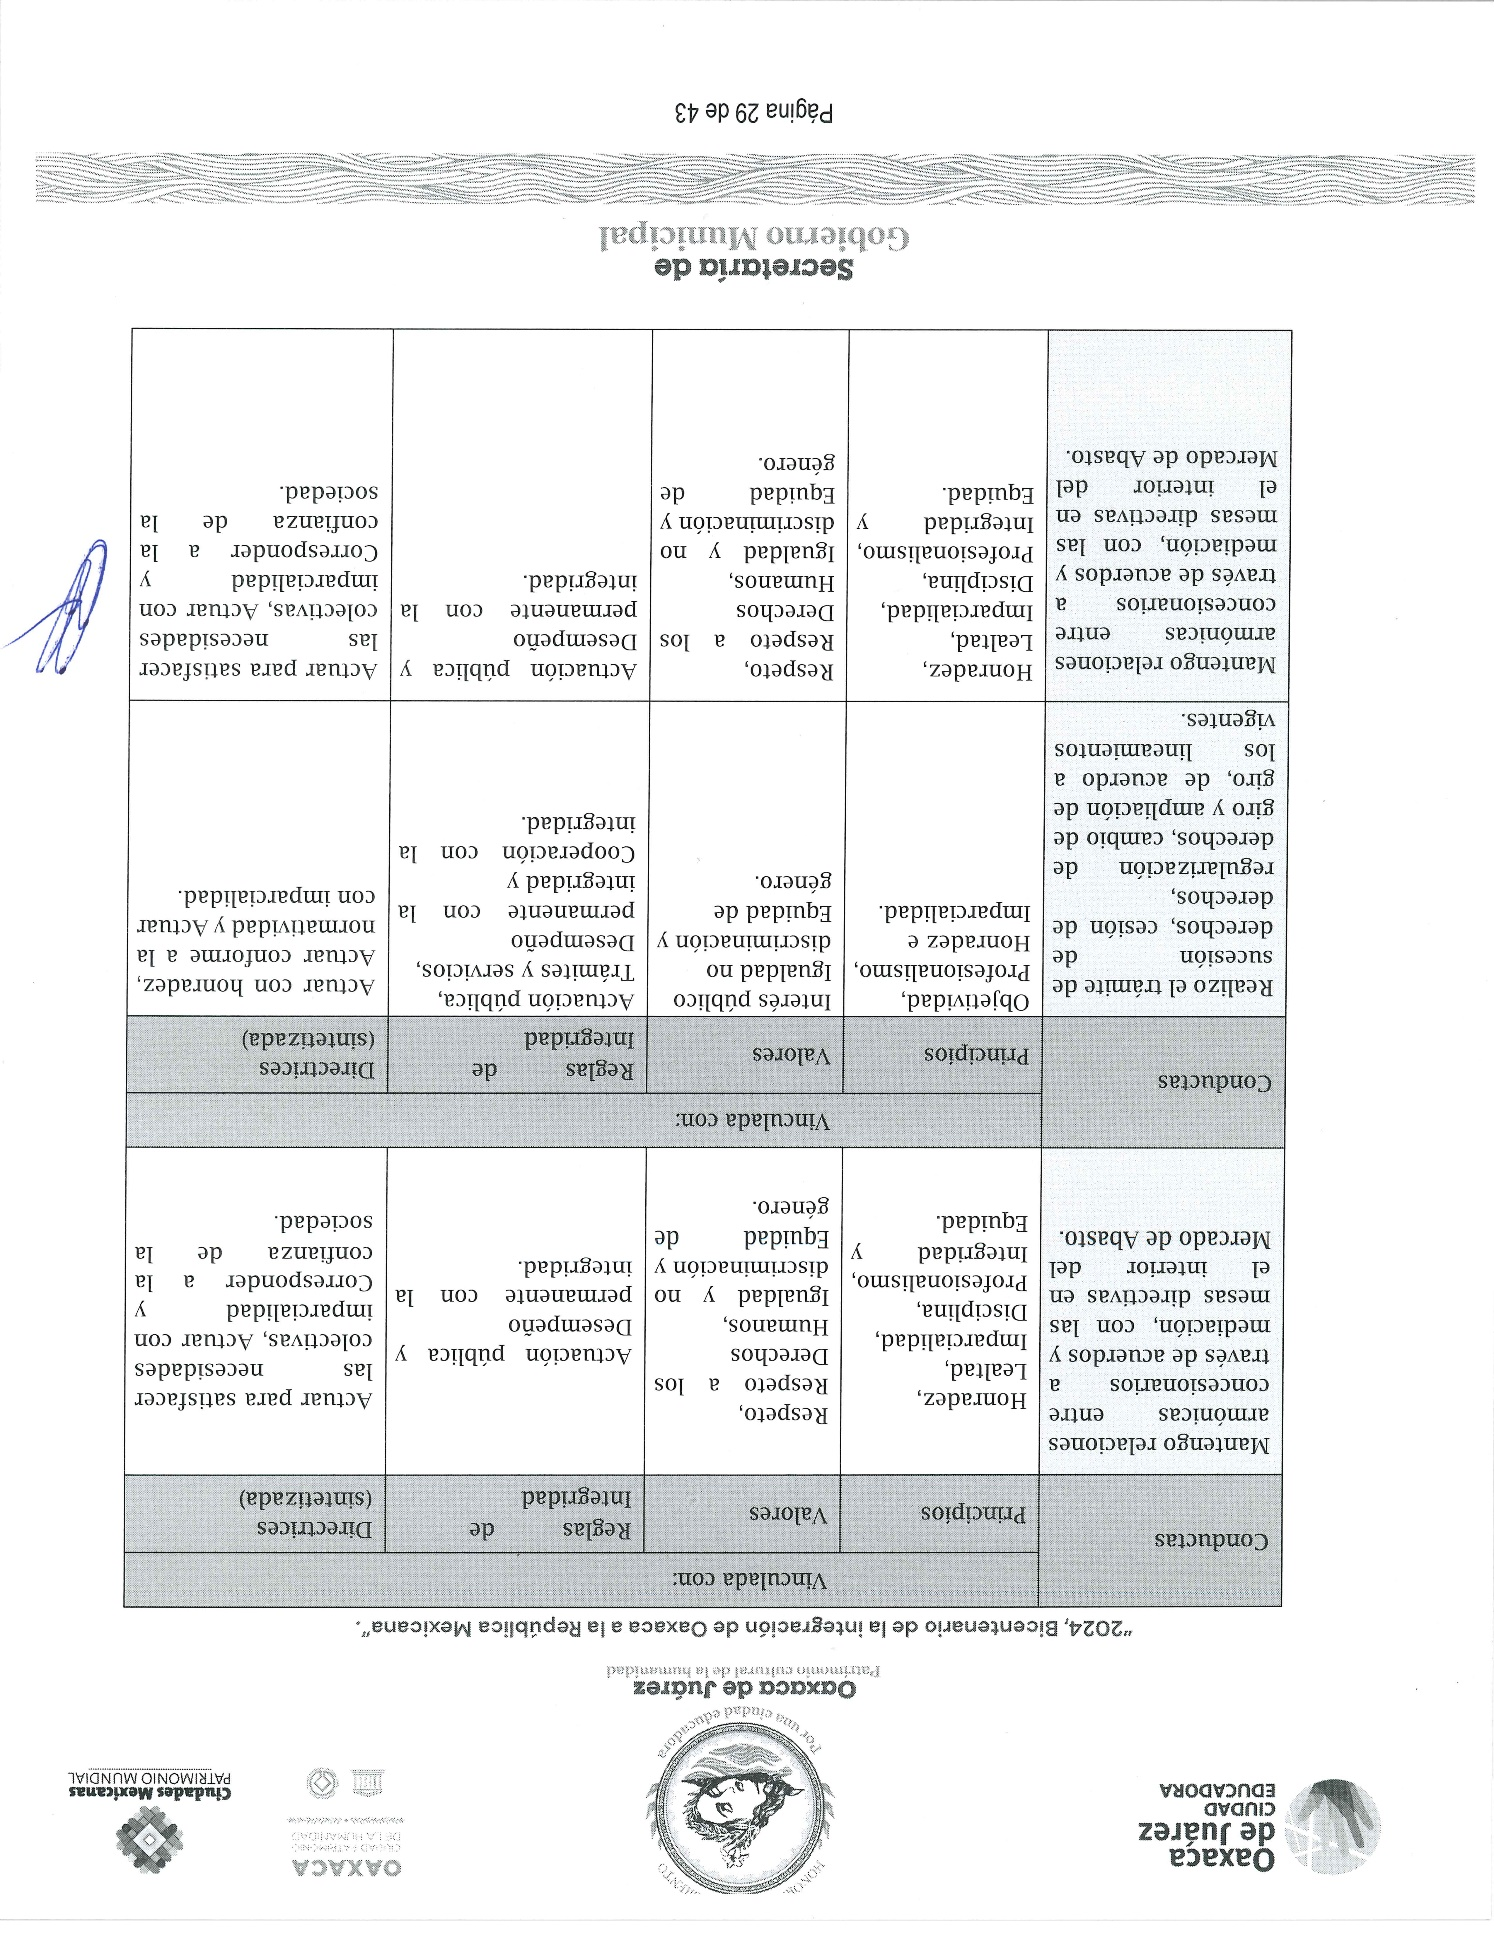 Oaxaca
de Juárez
CIUDAD
EDUCADORA
Por una ciudad educadora
Oaxaca de Juárez
Patrimonio cultural de la humanidad
OAXACA
Ciudades Mexicanas
PATRIMONIO MUNDIAL
"2024, Bicentenario de la integración de Oaxaca a la República Mexicana".
Conductas
Vinculada con:
Principios
Valores
Reglas de
Integridad
Directrices
(sintetizada)
Mantengo relaciones
armónicas entre
concesionarios a
través de acuerdos y
mediación, con las
mesas directivas en
el interior del
Mercado de Abasto.
Honradez,
Lealtad,
Imparcialidad,
Disciplina,
Profesionalismo,
Integridad y
Equidad.
Respeto,
Respeto a los
Derechos
Humanos,
Igualdad y no
discriminación y
Equidad de
género.
Actuación pública y
Desempeño
permanente con la
integridad.
Actuar para satisfacer
las necesidades
colectivas, Actuar con
imparcialidad y
Corresponder a la
confianza de la
sociedad.
Conductas
Vinculada con:
Principios
Valores
Reglas de
Integridad
Directrices
(sintetizada)
Realizo el trámite de
sucesión de
derechos, cesión de
derechos,
regularización de
derechos, cambio de
giro y ampliación de
giro, de acuerdo a
los lineamientos
vigentes.
Objetividad,
Profesionalismo,
Honradez e
Imparcialidad.
Interés público
Igualdad no
discriminación y
Equidad de
género.
Actuación pública,
Trámites y servicios,
Desempeño
permanente con la
integridad y
Cooperación con la
integridad.
Actuar con honradez,
Actuar conforme a la
normatividad y Actuar
con imparcialidad.
Mantengo relaciones
armónicas entre
concesionarios a
través de acuerdos y
mediación, con las
mesas directivas en
el interior del
Mercado de Abasto.
Honradez,
Lealtad,
Imparcialidad,
Disciplina,
Profesionalismo,
Integridad y
Equidad.
Respeto,
Respeto a los
Derechos
Humanos,
Igualdad y no
discriminación y
Equidad de
género.
Actuación pública y
Desempeño
permanente con la
integridad.
Actuar para satisfacer
las necesidades
colectivas, Actuar con
imparcialidad y
Corresponder a la
confianza de la
sociedad.
Secretaría de
Gobierno Municipal
Página 29 de 43